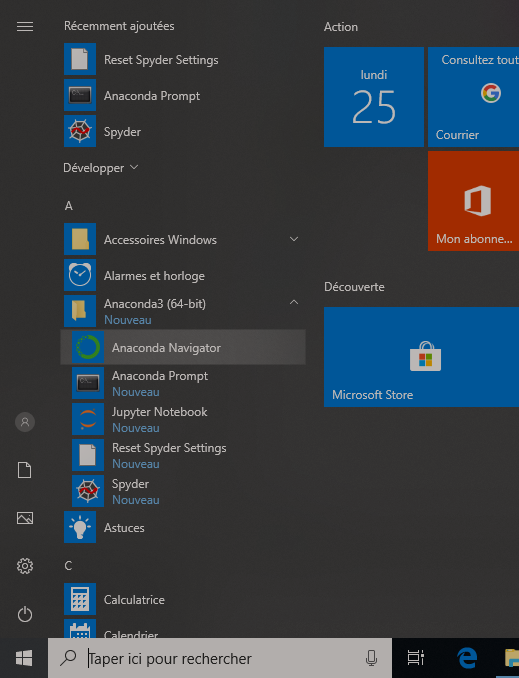 Récemment ajoutées
Reset Spyder Settings
Anaconda Prompt
Spyder
Développer
A
Accessoires Windows
Alarmes et horloge
Anaconda3 (64-bit)
Nouveau
Anaconda Navigator
Anaconda Prompt
Nouveau
Jupyter Notebook
Nouveau
Reset Spyder Settings
Nouveau
Spyder
Nouveau
Astuces
C
Calculatrice
Calendrier
Action
lundi
25
Consultez tout
G
Courrier
Mon abonne...
Découverte
Microsoft Store
Taper ici pour rechercher